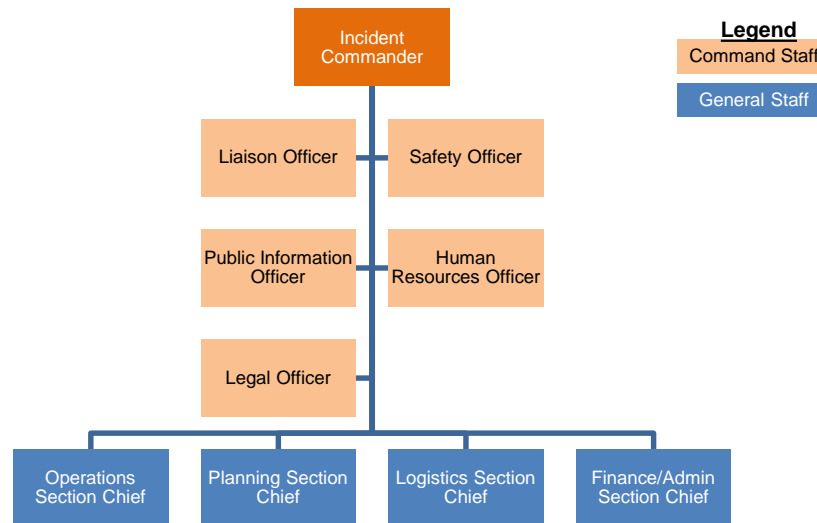 Incident
Commander
Legend
Command Staff
General Staff
Liaison Officer
Safety Officer
Public Information
Officer
Human
Resources Officer
Legal Officer
Operations
Section Chief
Planning Section
Chief
Logistics Section
Chief
Finance/Admin
Section Chief